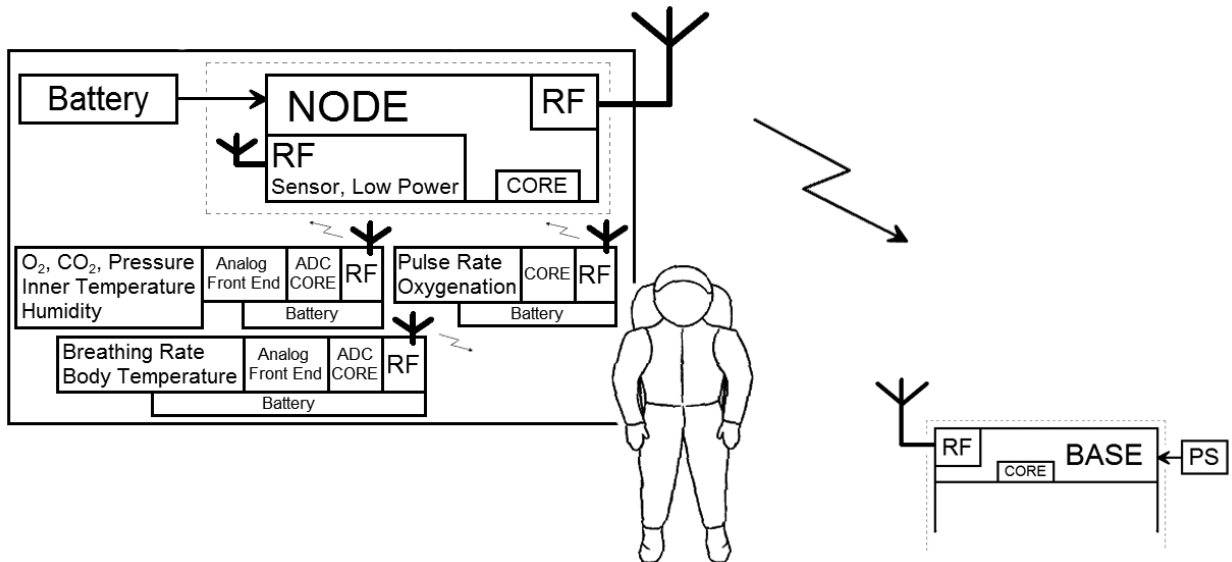 Battery
NODE
RF
RF
Sensor, Low Power
CORE
O₂, CO₂, Pressure
Inner Temperature
Humidity
Analog
Front End
ADC
CORE
RF
Battery
Pulse Rate
Oxygenation
CORE
RF
Battery
Breathing Rate
Body Temperature
Analog
Front End
ADC
CORE
RF
Battery
RF
CORE
BASE
PS